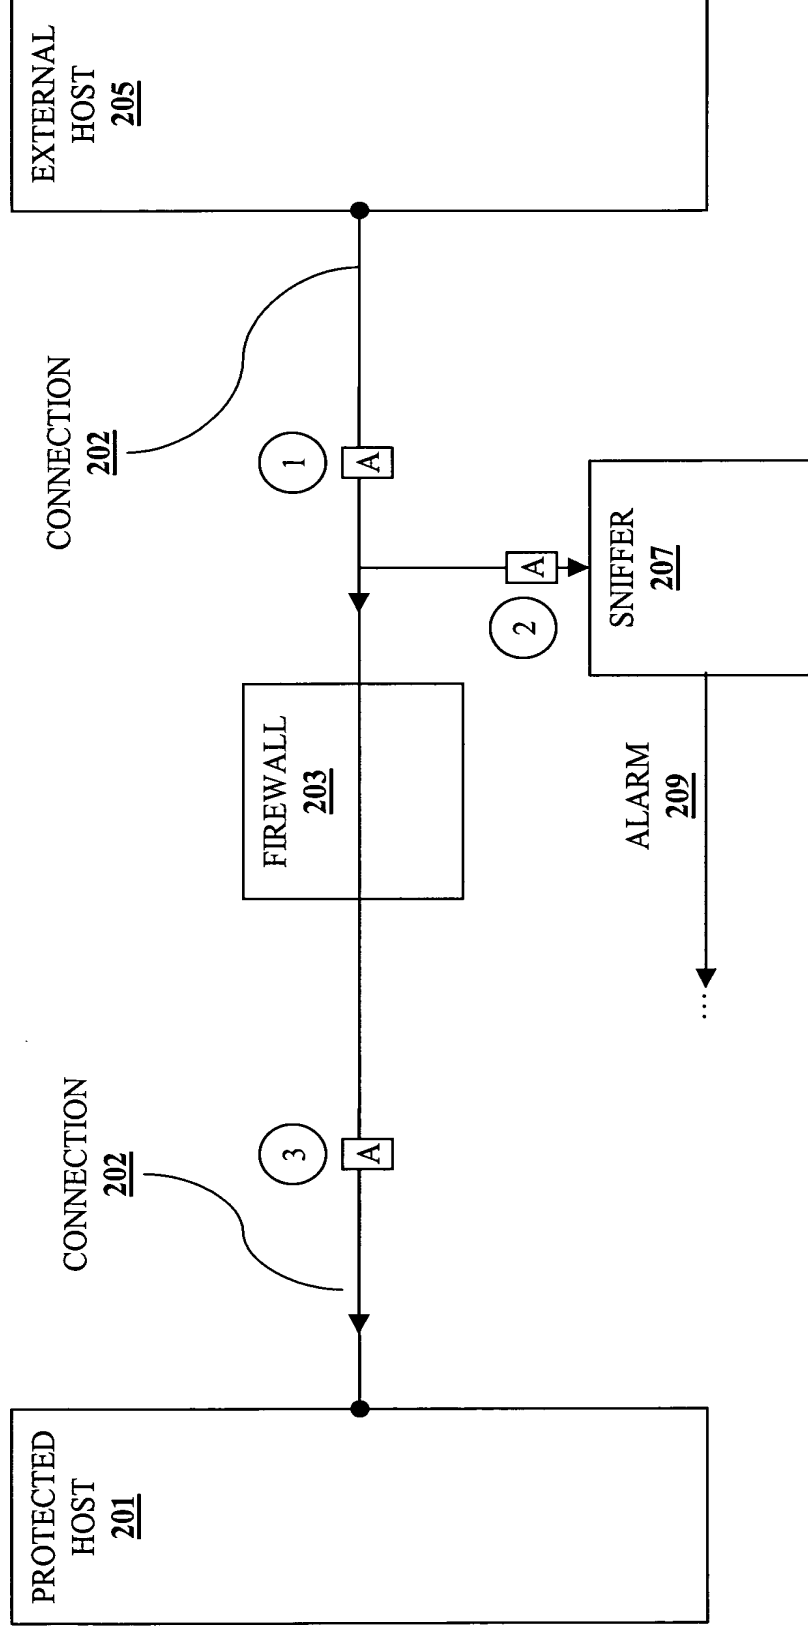 PROTECTED
HOST
201
CONNECTION
202
3
A
FIREWALL
203
CONNECTION
202
1
A
EXTERNAL
HOST
205
2
A
SNIFFER
207
ALARM
209
...